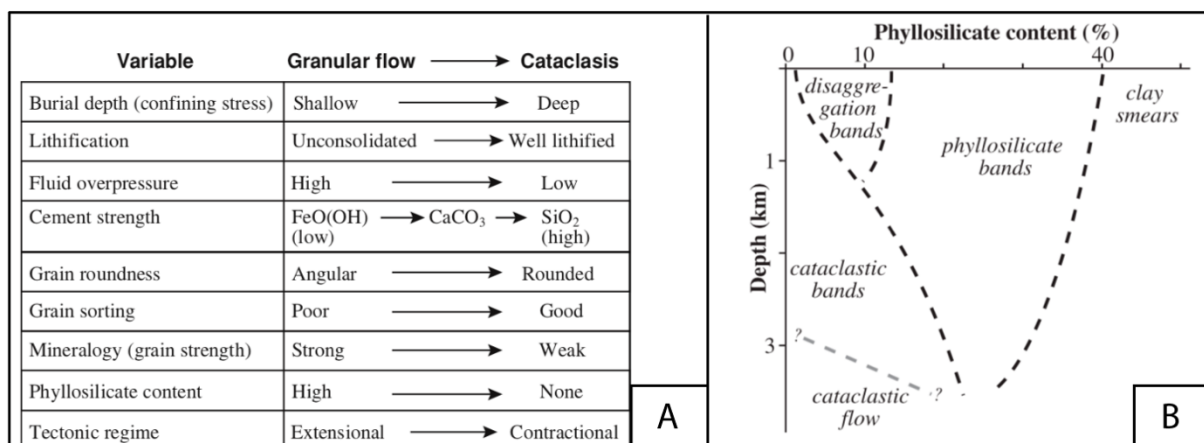 Variable Granular flow Cataclasis
Burial depth (confining stress) Shallow Deep
Lithification Unconsolidated Well lithified
Fluid overpressure High Low
Cement strength FeO(OH) CaCO₃ SiO₂
(low) (high)
Grain roundness Angular Rounded
Grain sorting Poor Good
Mineralogy (grain strength) Strong Weak
Phyllosilicate content High None
Tectonic regime Extensional Contractional
A
Phyllosilicate content (%)
0 10 40
disaggre-
gation
bands
clay
smears
phyllosilicate
bands
1
Depth (km)
cataclastic
bands
3
?
?
cataclastic
flow
B